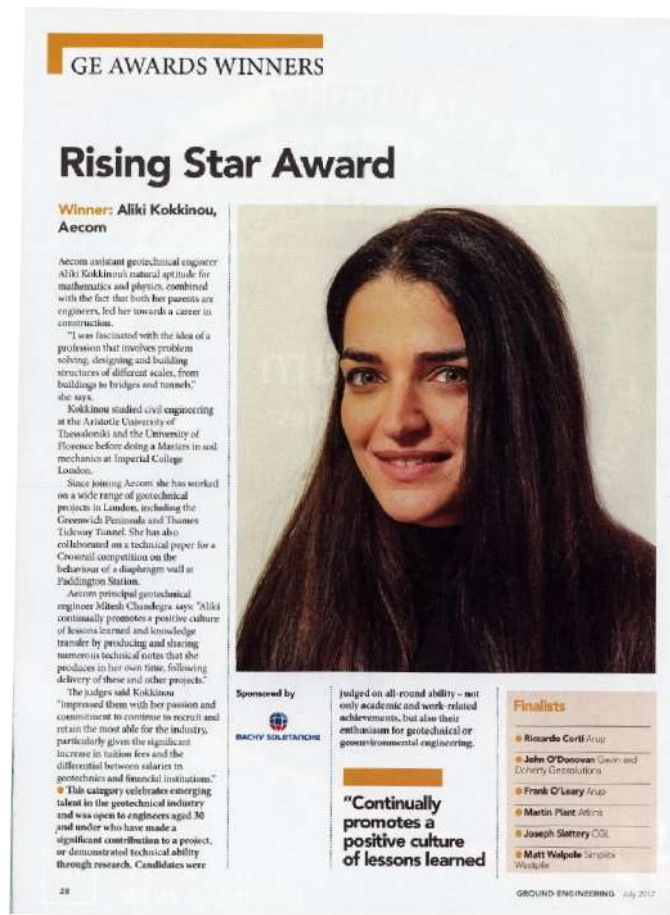 GE AWARDS WINNERS
Rising Star Award
Winner: Aliki Kokkinou,
Aecom
Aecom assistant geotechnical engineer
Aliki Kokkinou's natural aptitude for
mathematics and physics, combined
with the fact that both her parents are
engineers, led her towards a career in
construction.
"I was fascinated with the idea of a
profession that involves problem
solving, designing and building
structures of different scales, from
buildings to bridges and tunnels,"
she says.
Kokkinou studied civil engineering
at the Aristotle University of
Thessaloniki and the University of
Florence before doing a Masters in soil
mechanics at Imperial College
London.
Since joining Aecom she has worked
on a wide range of geotechnical
projects in London, including the
Greenwich Peninsula and Thames
Tideway Tunnel. She has also
collaborated on a technical paper for a
Crossrail competition on the
behaviour of a diaphragm wall at
Paddington Station.
Aecom principal geotechnical
engineer Mitesh Chandegra says: "Aliki
continually promotes a positive culture
of lessons learned and knowledge
transfer by producing and sharing
numerous technical notes that she
produces in her own time, following
delivery of these and other projects."
The judges said Kokkinou
"impressed them with her passion and
commitment to continue to recruit and
retain the most able for the industry,
particularly given the significant
increase in tuition fees and the
differential between salaries in
geotechnics and financial institutions."
This category celebrates emerging
talent in the geotechnical industry
and was open to engineers aged 30
and under who have made a
significant contribution to a project,
or demonstrated technical ability
through research. Candidates were
Sponsored by
BACHY SOLETANCHE
judged on all-round ability – not
only academic and work-related
achievements, but also their
enthusiasm for geotechnical or
geoenvironmental engineering.
"Continually
promotes a
positive culture
of lessons learned
Finalists
Riccardo Corti Arup
John O'Donovan Gavin and
Doherty Geosolutions
Frank O'Leary Arup
Martin Plant Atkins
Joseph Slattery CGL
Matt Walpole Simplex
Westpile
28
GROUND ENGINEERING July 2017